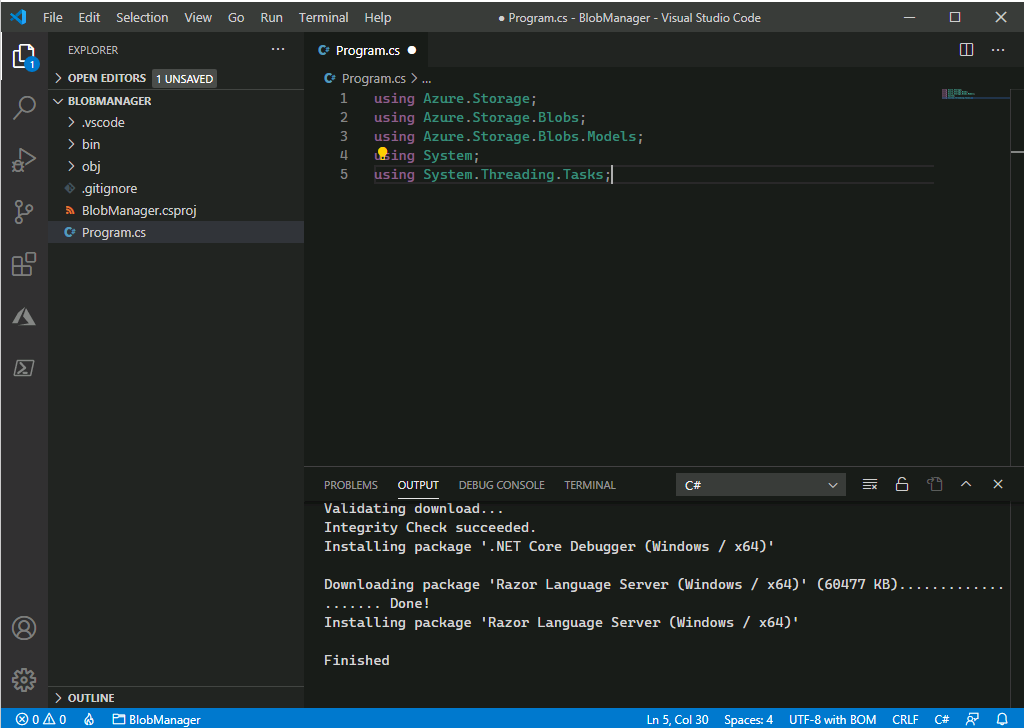 File Edit Selection View Go Run Terminal Help ● Program.cs - BlobManager - Visual Studio Code
EXPLORER ...
OPEN EDITORS 1 UNSAVED
BLOBMANAGER
.vscode
bin
obj
.gitignore
BlobManager.csproj
Program.cs
OUTLINE
1
C# Program.cs ●
C# Program.cs > ...
1 using Azure.Storage;
2 using Azure.Storage.Blobs;
3 using Azure.Storage.Blobs.Models;
4 using System;
5 using System.Threading.Tasks;
PROBLEMS OUTPUT DEBUG CONSOLE TERMINAL C#
Validating download...
Integrity Check succeeded.
Installing package '.NET Core Debugger (Windows / x64)'
Downloading package 'Razor Language Server (Windows / x64)' (60477 KB).............
....... Done!
Installing package 'Razor Language Server (Windows / x64)'
Finished
0 0 BlobManager Ln 5, Col 30 Spaces: 4 UTF-8 with BOM CRLF C#